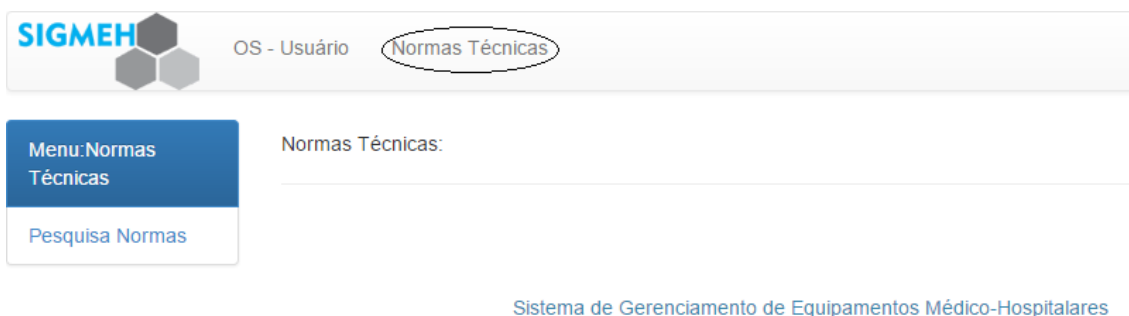 SIGMEH
OS - Usuário Normas Técnicas
Menu:Normas
Técnicas
Pesquisa Normas
Normas Técnicas:
Sistema de Gerenciamento de Equipamentos Médico-Hospitalares